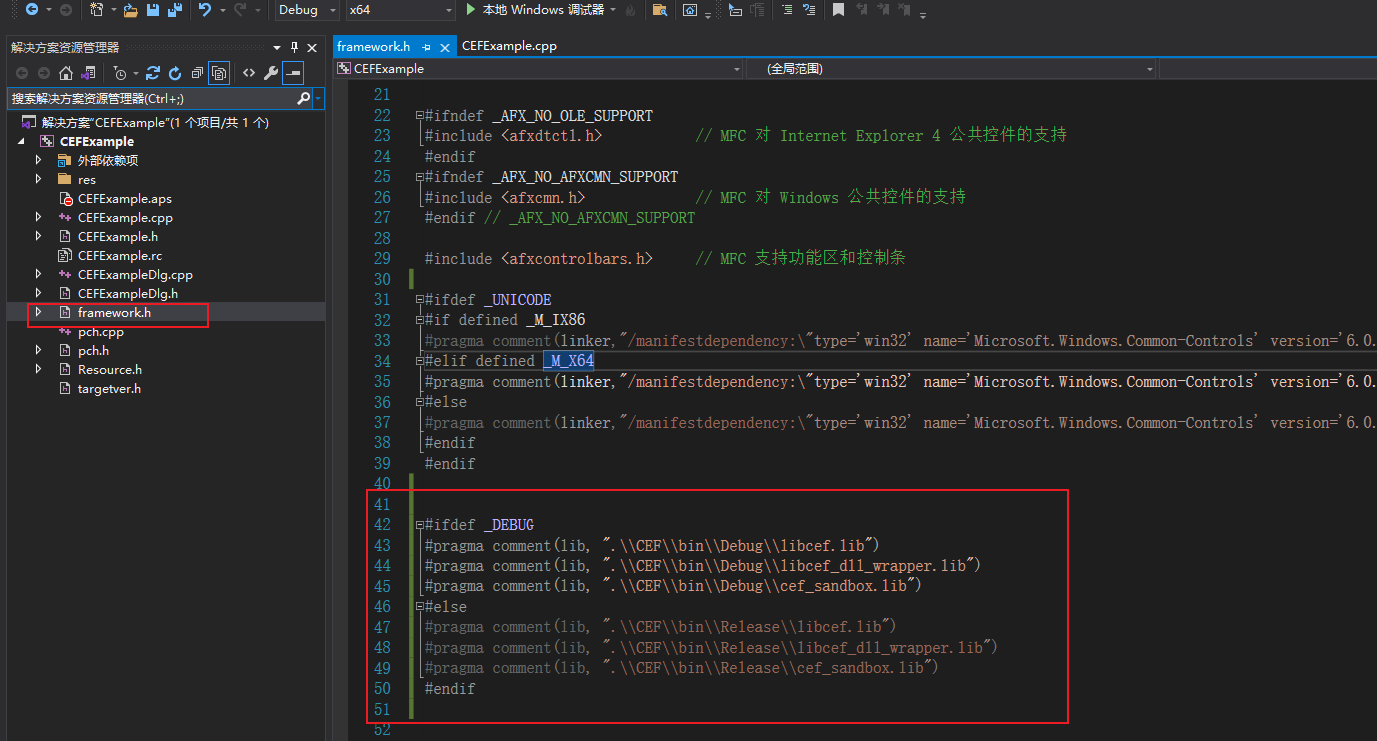 Debug
x64
本地 Windows 调试器
解决方案资源管理器
搜索解决方案资源管理器(Ctrl+;)
解决方案"CEFExample"(1 个项目/共 1 个)
CEFExample
外部依赖项
res
CEFExample.aps
CEFExample.cpp
CEFExample.h
CEFExample.rc
CEFExampleDlg.cpp
CEFExampleDlg.h
framework.h
pch.cpp
pch.h
Resource.h
targetver.h
framework.h
CEFExample.cpp
CEFExample
(全局范围)
21
22 #ifndef _AFX_NO_OLE_SUPPORT
23 #include <afxdtctl.h> // MFC 对 Internet Explorer 4 公共控件的支持
24 #endif
25 #ifndef _AFX_NO_AFXCMN_SUPPORT
26 #include <afxcmn.h> // MFC 对 Windows 公共控件的支持
27 #endif // _AFX_NO_AFXCMN_SUPPORT
28
29 #include <afxcontrolbars.h> // MFC 支持功能区和控制条
30
31 #ifdef _UNICODE
32 #if defined _M_IX86
33 #pragma comment(linker,"/manifestdependency:\"type='win32' name='Microsoft.Windows.Common-Controls' version='6.0.
34 #elif defined _M_X64
35 #pragma comment(linker,"/manifestdependency:\"type='win32' name='Microsoft.Windows.Common-Controls' version='6.0.
36 #else
37 #pragma comment(linker,"/manifestdependency:\"type='win32' name='Microsoft.Windows.Common-Controls' version='6.0.
38 #endif
39 #endif
40
41
42 #ifdef _DEBUG
43 #pragma comment(lib, ".\\CEF\\bin\\Debug\\libcef.lib")
44 #pragma comment(lib, ".\\CEF\\bin\\Debug\\libcef_dll_wrapper.lib")
45 #pragma comment(lib, ".\\CEF\\bin\\Debug\\cef_sandbox.lib")
46 #else
47 #pragma comment(lib, ".\\CEF\\bin\\Release\\libcef.lib")
48 #pragma comment(lib, ".\\CEF\\bin\\Release\\libcef_dll_wrapper.lib")
49 #pragma comment(lib, ".\\CEF\\bin\\Release\\cef_sandbox.lib")
50 #endif
51
52